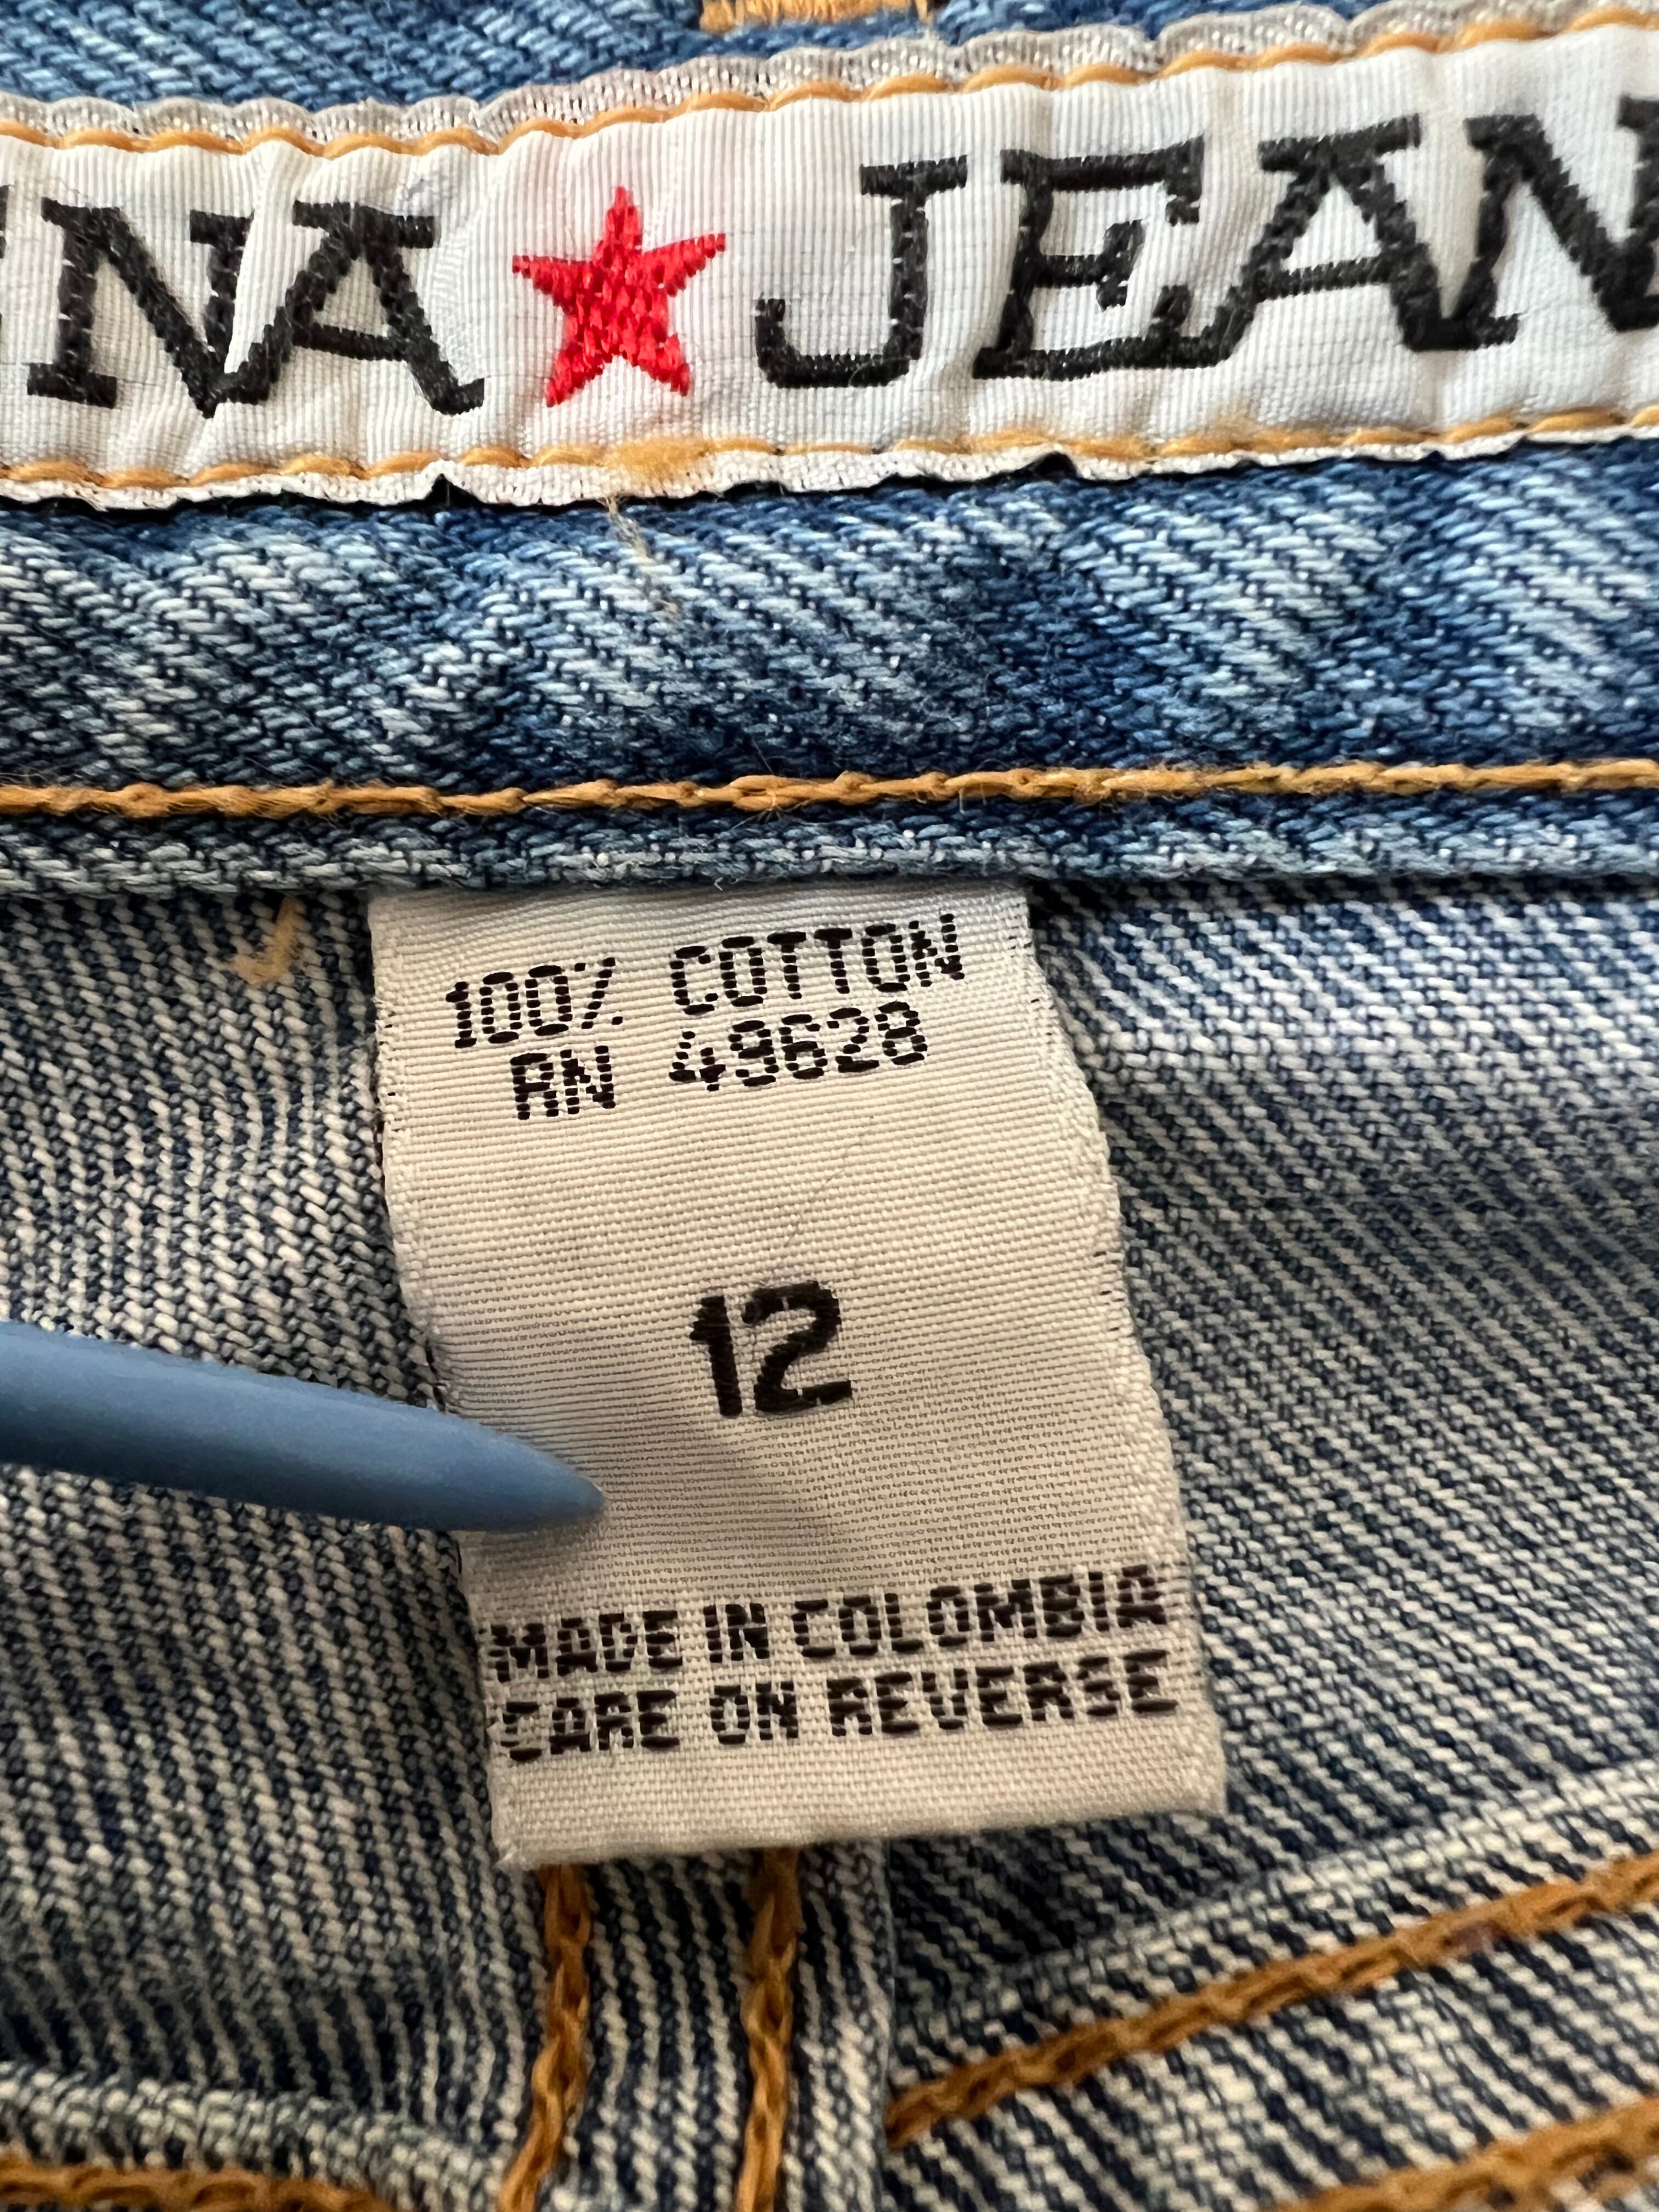 NA ★ JEAN
100% COTTON
RN 49628
12
MADE IN COLOMBIA
CARE ON REVERSE